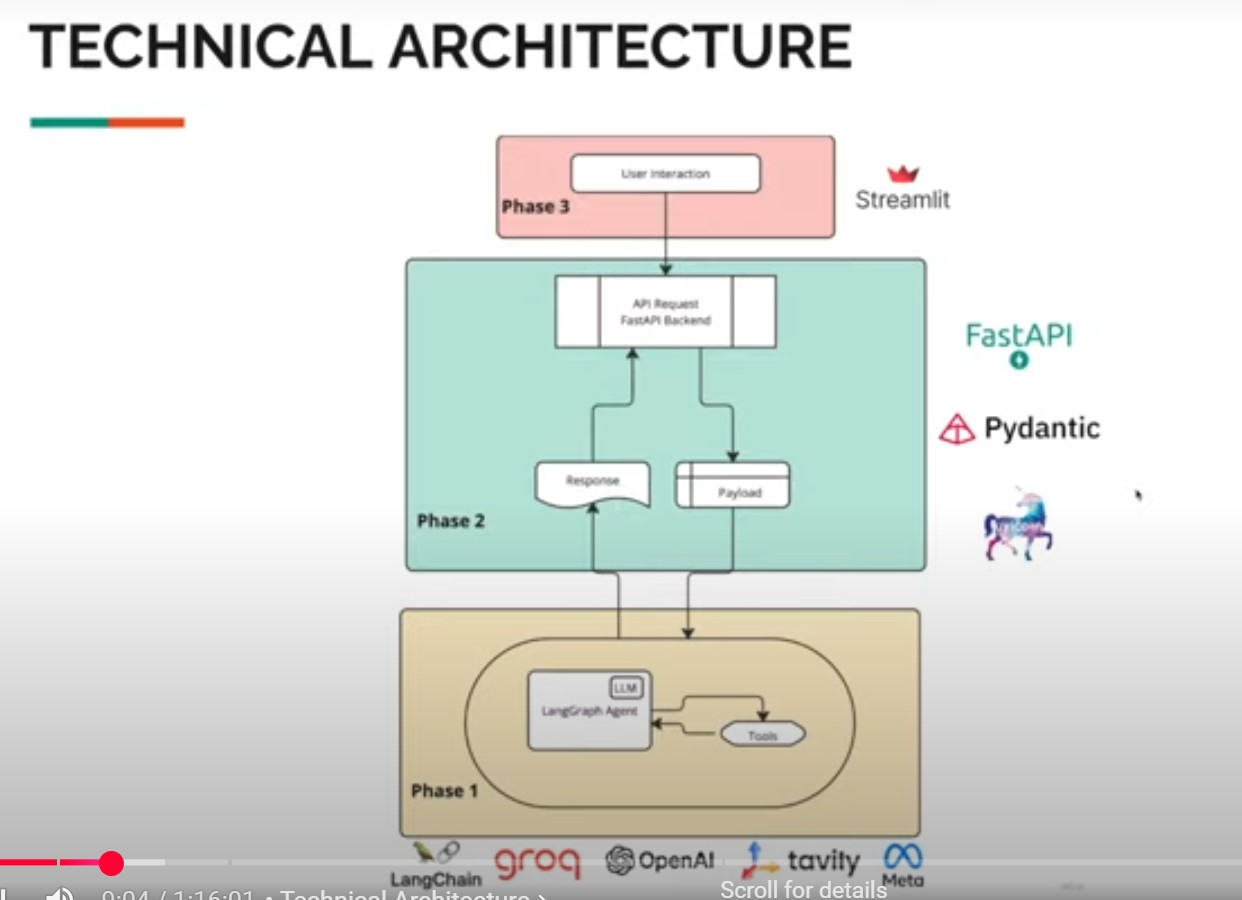 TECHNICAL ARCHITECTURE
User Interaction
Phase 3
Streamlit
API Request
FastAPI Backend
FastAPI
Pydantic
Response
Payload
Phase 2
LLM
LangGraph Agent
Tools
Phase 1
LangChain
groq
OpenAI
tavily
Meta
9:04 / 1:16:01 • Technical Architecture >
Scroll for details